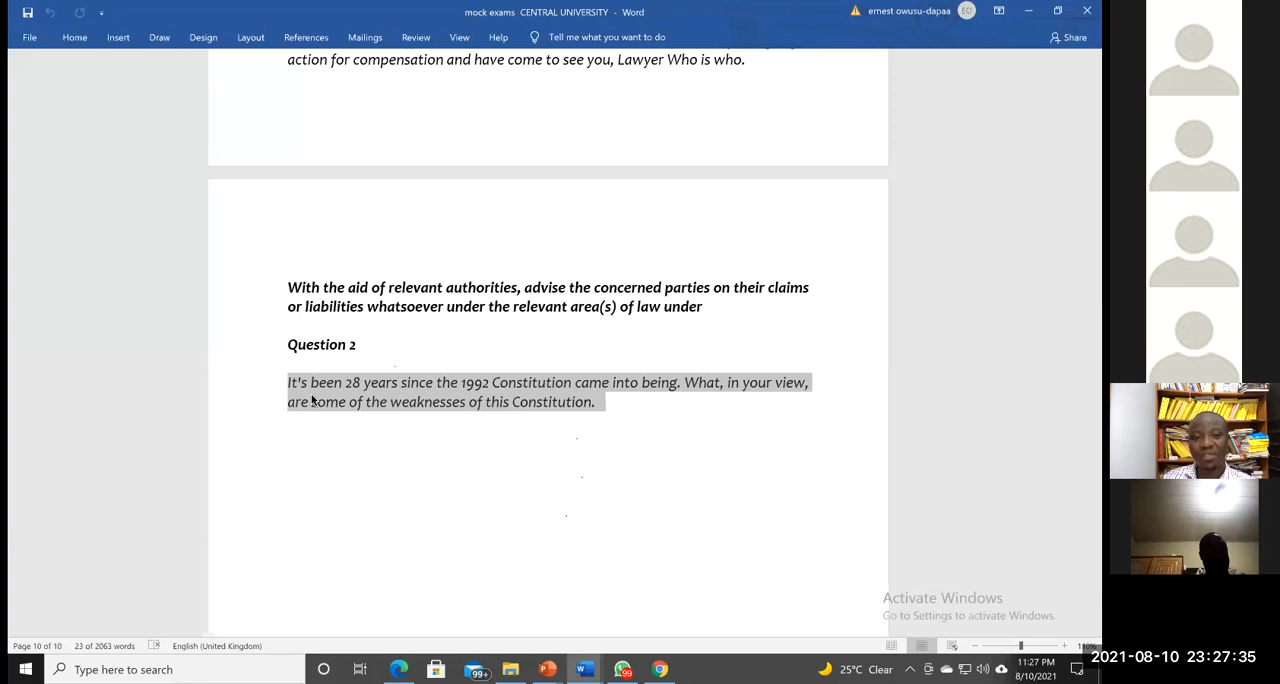 mock exams CENTRAL UNIVERSITY - Word
ernest owusu-dapaa
EO
File Home Insert Draw Design Layout References Mailings Review View Help Tell me what you want to do
Share
action for compensation and have come to see you, Lawyer Who is who.
With the aid of relevant authorities, advise the concerned parties on their claims
or liabilities whatsoever under the relevant area(s) of law under
Question 2
It's been 28 years since the 1992 Constitution came into being. What, in your view,
are some of the weaknesses of this Constitution.
Activate Windows
Go to Settings to activate Windows.
Page 10 of 10 23 of 2063 words English (United Kingdom)
Type here to search
99+
99
25°C Clear
11:27 PM
8/10/2021
2021-08-10 23:27:35